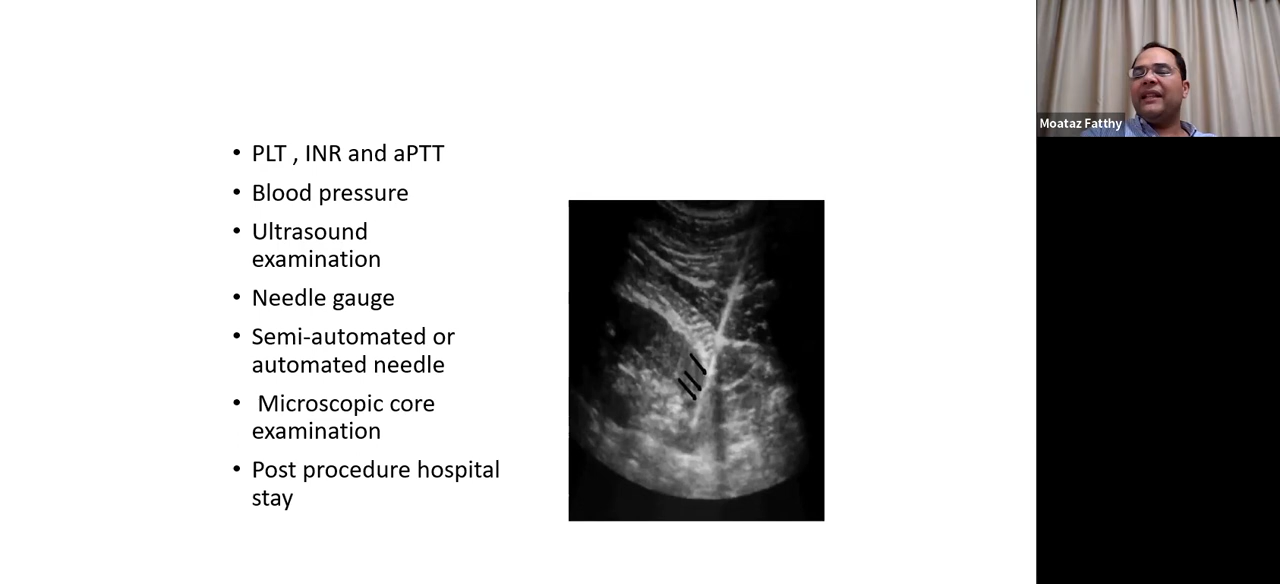 • PLT , INR and aPTT
• Blood pressure
• Ultrasound
examination
• Needle gauge
• Semi-automated or
automated needle
• Microscopic core
examination
• Post procedure hospital
stay
Moataz Fatthy